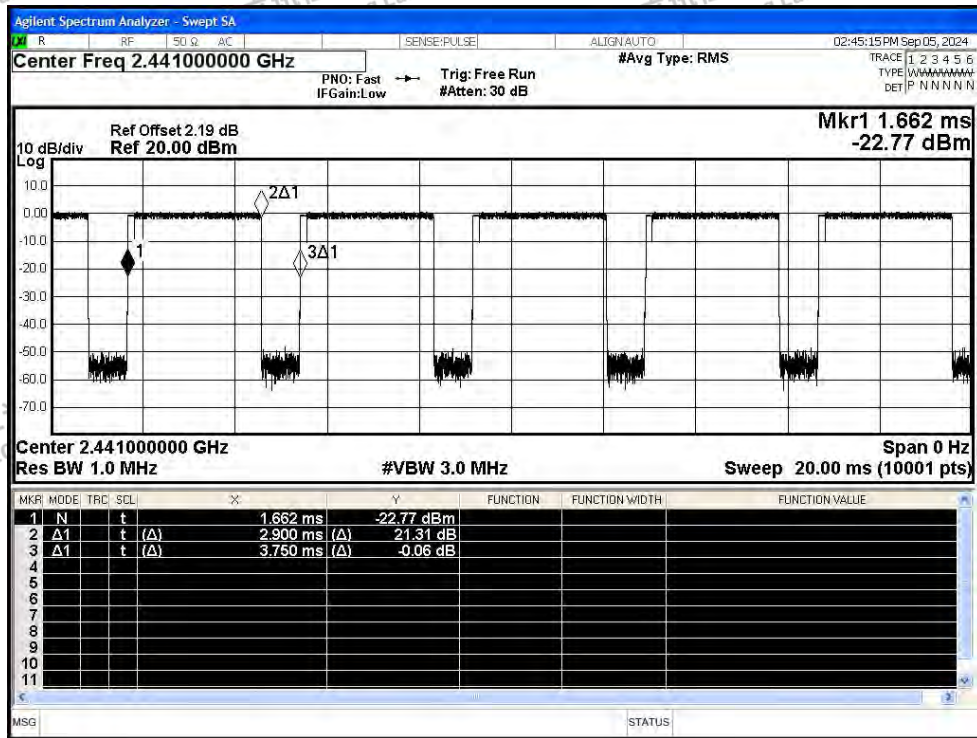 Agilent Spectrum Analyzer - Swept SA
LXI R RF 50 Ω AC SENSE:PULSE ALIGN AUTO 02:45:15 PM Sep 05, 2024
Center Freq 2.441000000 GHz #Avg Type: RMS TRACE 1 2 3 4 5 6
PNO: Fast Trig: Free Run TYPE WWWWWW
IFGain:Low #Atten: 30 dB DET P N N N N N
Mkr1 1.662 ms
Ref Offset 2.19 dB
10 dB/div Ref 20.00 dBm -22.77 dBm
Log
10.0
2Δ1
0.00
-10.0
1 3Δ1
-20.0
-30.0
-40.0
-50.0
-60.0
-70.0
Center 2.441000000 GHz Span 0 Hz
Res BW 1.0 MHz #VBW 3.0 MHz Sweep 20.00 ms (10001 pts)
MKR MODE TRC SCL X Y FUNCTION FUNCTION WIDTH FUNCTION VALUE
1 N t 1.662 ms -22.77 dBm
2 Δ1 t (Δ) 2.900 ms (Δ) 21.31 dB
3 Δ1 t (Δ) 3.750 ms (Δ) -0.06 dB
4
5
6
7
8
9
10
11
MSG STATUS